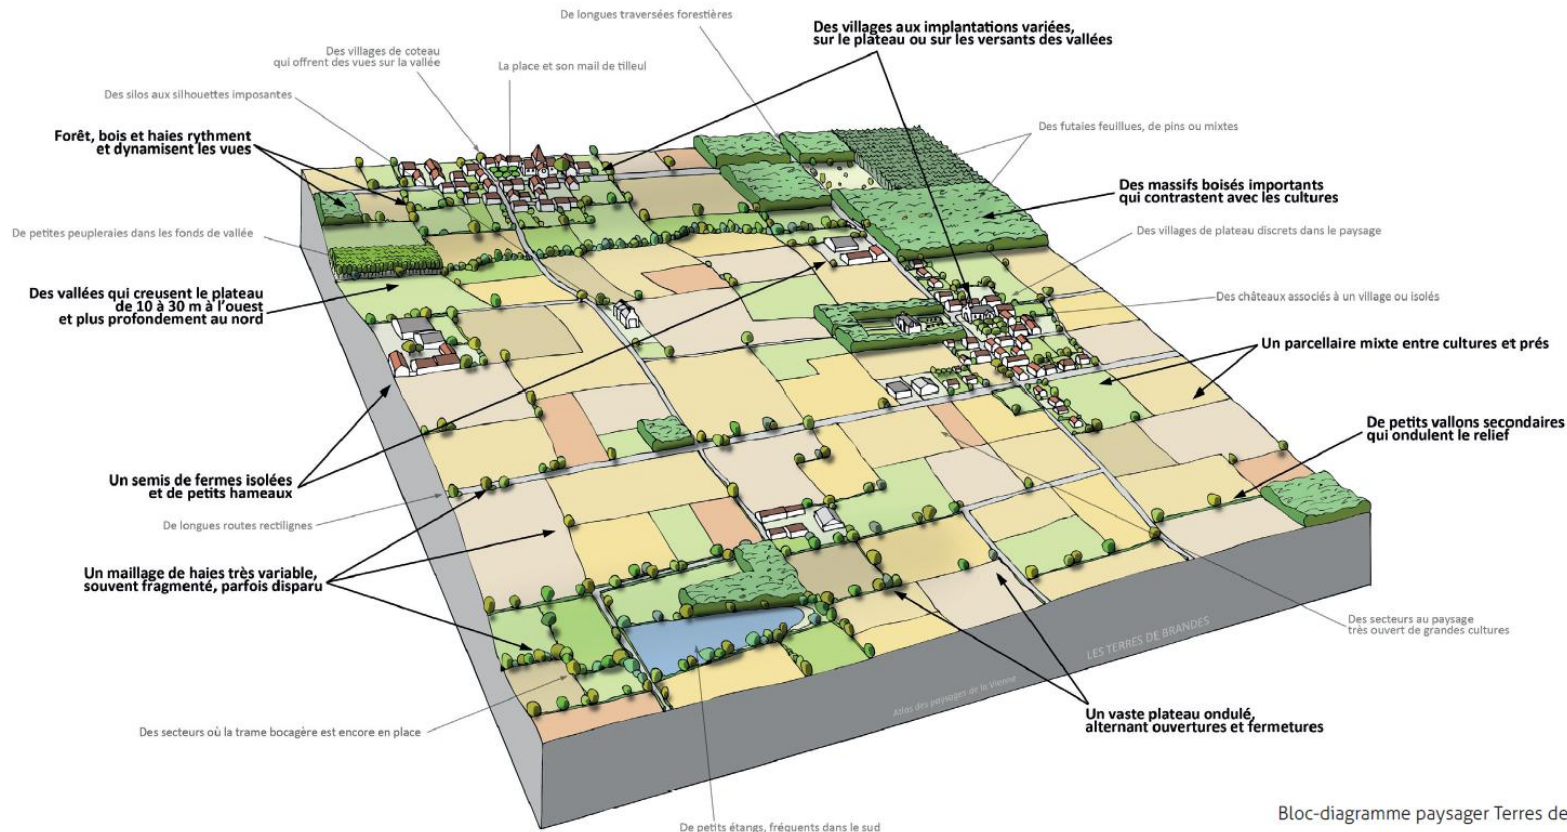 De longues traversées forestières
Des villages aux implantations variées,
sur le plateau ou sur les versants des vallées
Des villages de coteau
qui offrent des vues sur la vallée
La place et son mail de tilleul
Des silos aux silhouettes imposantes
Forêt, bois et haies rythment
et dynamisent les vues
Des futaies feuillues, de pins ou mixtes
Des massifs boisés importants
qui contrastent avec les cultures
De petites peupleraies dans les fonds de vallée
Des villages de plateau discrets dans le paysage
Des vallées qui creusent le plateau
de 10 à 30 m à l'ouest
et plus profondement au nord
Des châteaux associés à un village ou isolés
Un parcellaire mixte entre cultures et prés
De petits vallons secondaires
qui ondulent le relief
Un semis de fermes isolées
et de petits hameaux
De longues routes rectilignes
Un maillage de haies très variable,
souvent fragmenté, parfois disparu
Des secteurs au paysage
très ouvert de grandes cultures
LES TERRES DE BRANDES
Atlas des paysages de la Vienne
Un vaste plateau ondulé,
alternant ouvertures et fermetures
Des secteurs où la trame bocagère est encore en place
De petits étangs, fréquents dans le sud
Bloc-diagramme paysager Terres de